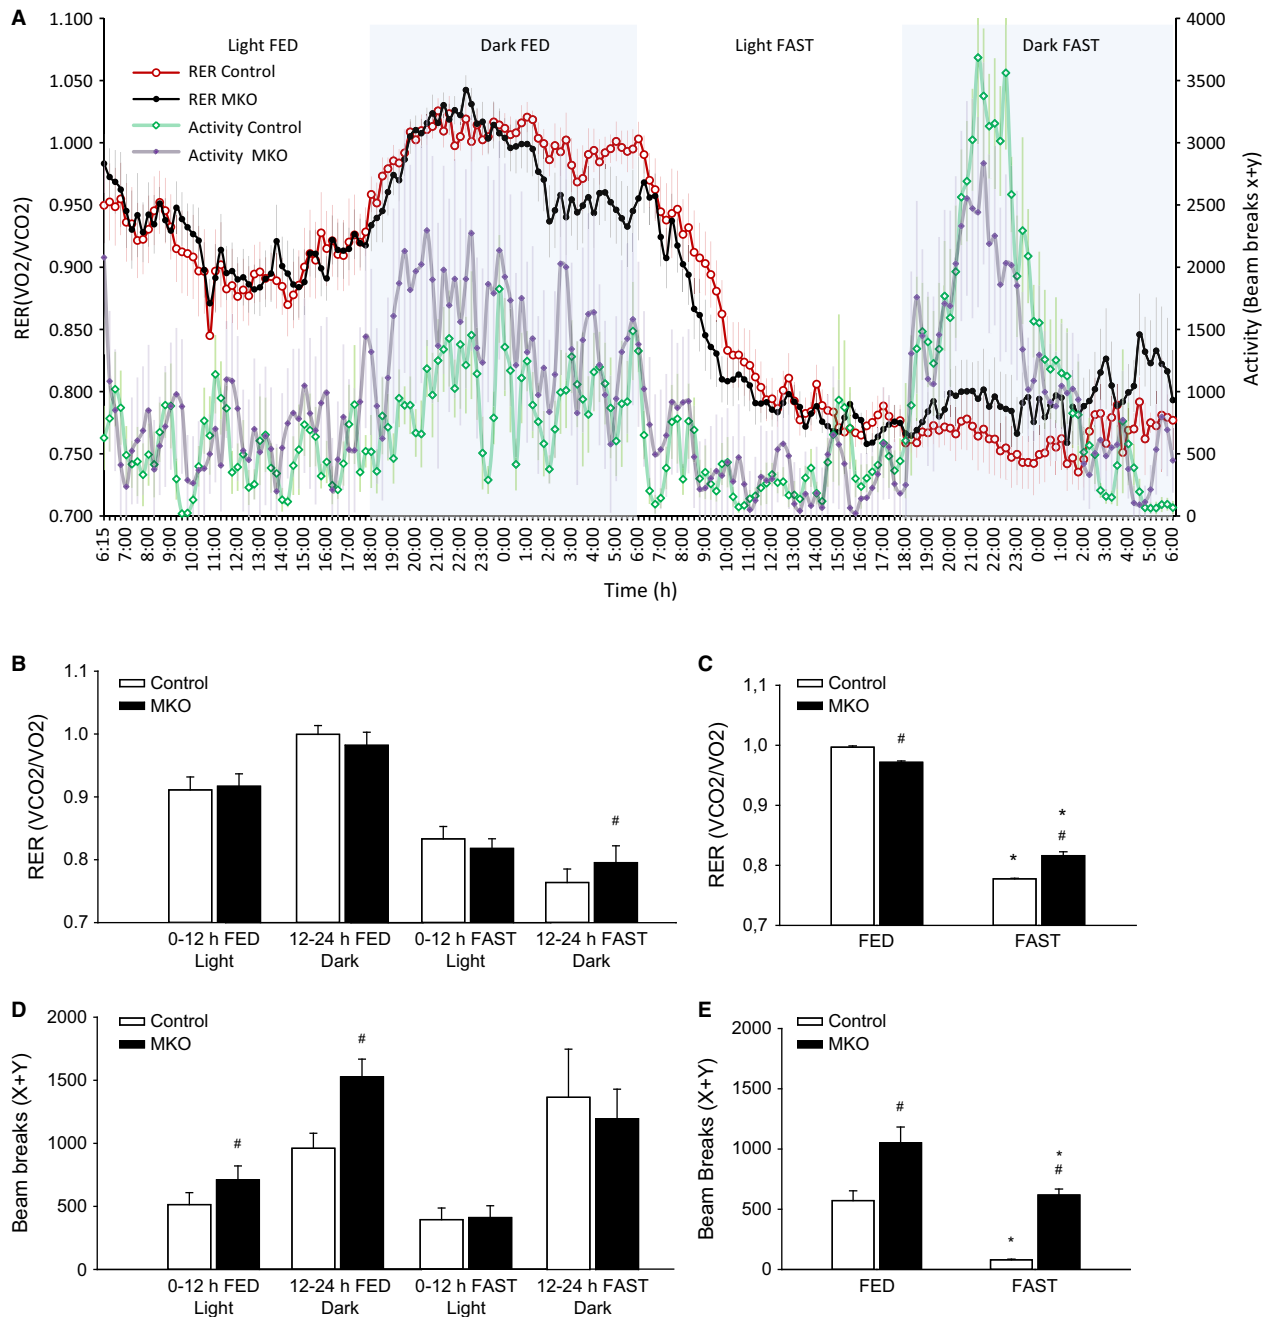 A
1.100
1.050
1.000
0.950
0.900
0.850
0.800
0.750
0.700
RER(VO2/VCO2)
Light FED
Dark FED
Light FAST
Dark FAST
RER Control
RER MKO
Activity Control
Activity MKO
4000
3500
3000
2500
2000
1500
1000
500
0
Activity (Beam breaks x+y)
6:15 7:00 8:00 9:00 10:00 11:00 12:00 13:00 14:00 15:00 16:00 17:00 18:00 19:00 20:00 21:00 22:00 23:00 0:00 1:00 2:00 3:00 4:00 5:00 6:00 7:00 8:00 9:00 10:00 11:00 12:00 13:00 14:00 15:00 16:00 17:00 18:00 19:00 20:00 21:00 22:00 23:00 0:00 1:00 2:00 3:00 4:00 5:00 6:00
Time (h)
B
1.1
1.0
0.9
0.8
0.7
RER (VCO2/VO2)
Control
MKO
#
0-12 h FED 12-24 h FED 0-12 h FAST 12-24 h FAST
Light Dark Light Dark
C
1,1
1,0
0,9
0,8
0,7
RER (VCO2/VO2)
Control
MKO
#
*
*
#
FED FAST
D
2000
1500
1000
500
0
Beam breaks (X+Y)
Control
MKO
#
#
0-12 h FED 12-24 h FED 0-12 h FAST 12-24 h FAST
Light Dark Light Dark
E
2000
1500
1000
500
0
Beam Breaks (X+Y)
Control
MKO
#
*
*
#
FED FAST